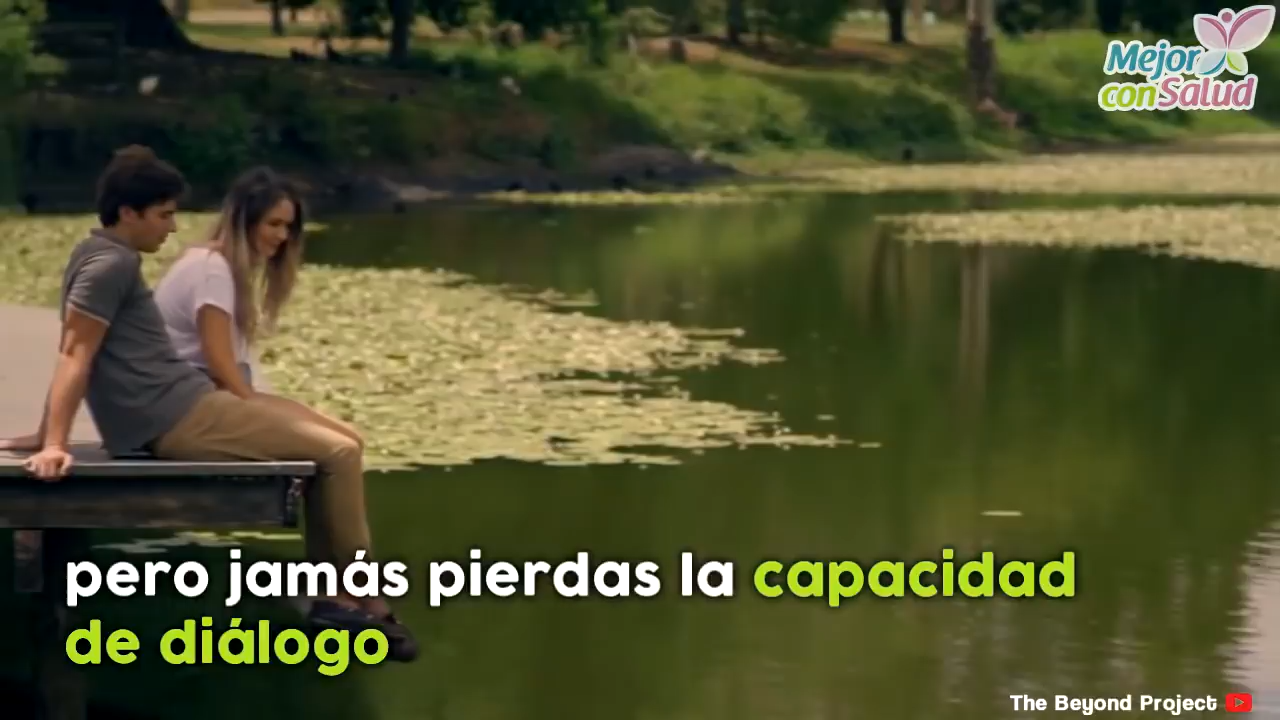 Mejor
conSalud
pero jamás pierdas la capacidad
de diálogo
The Beyond Project